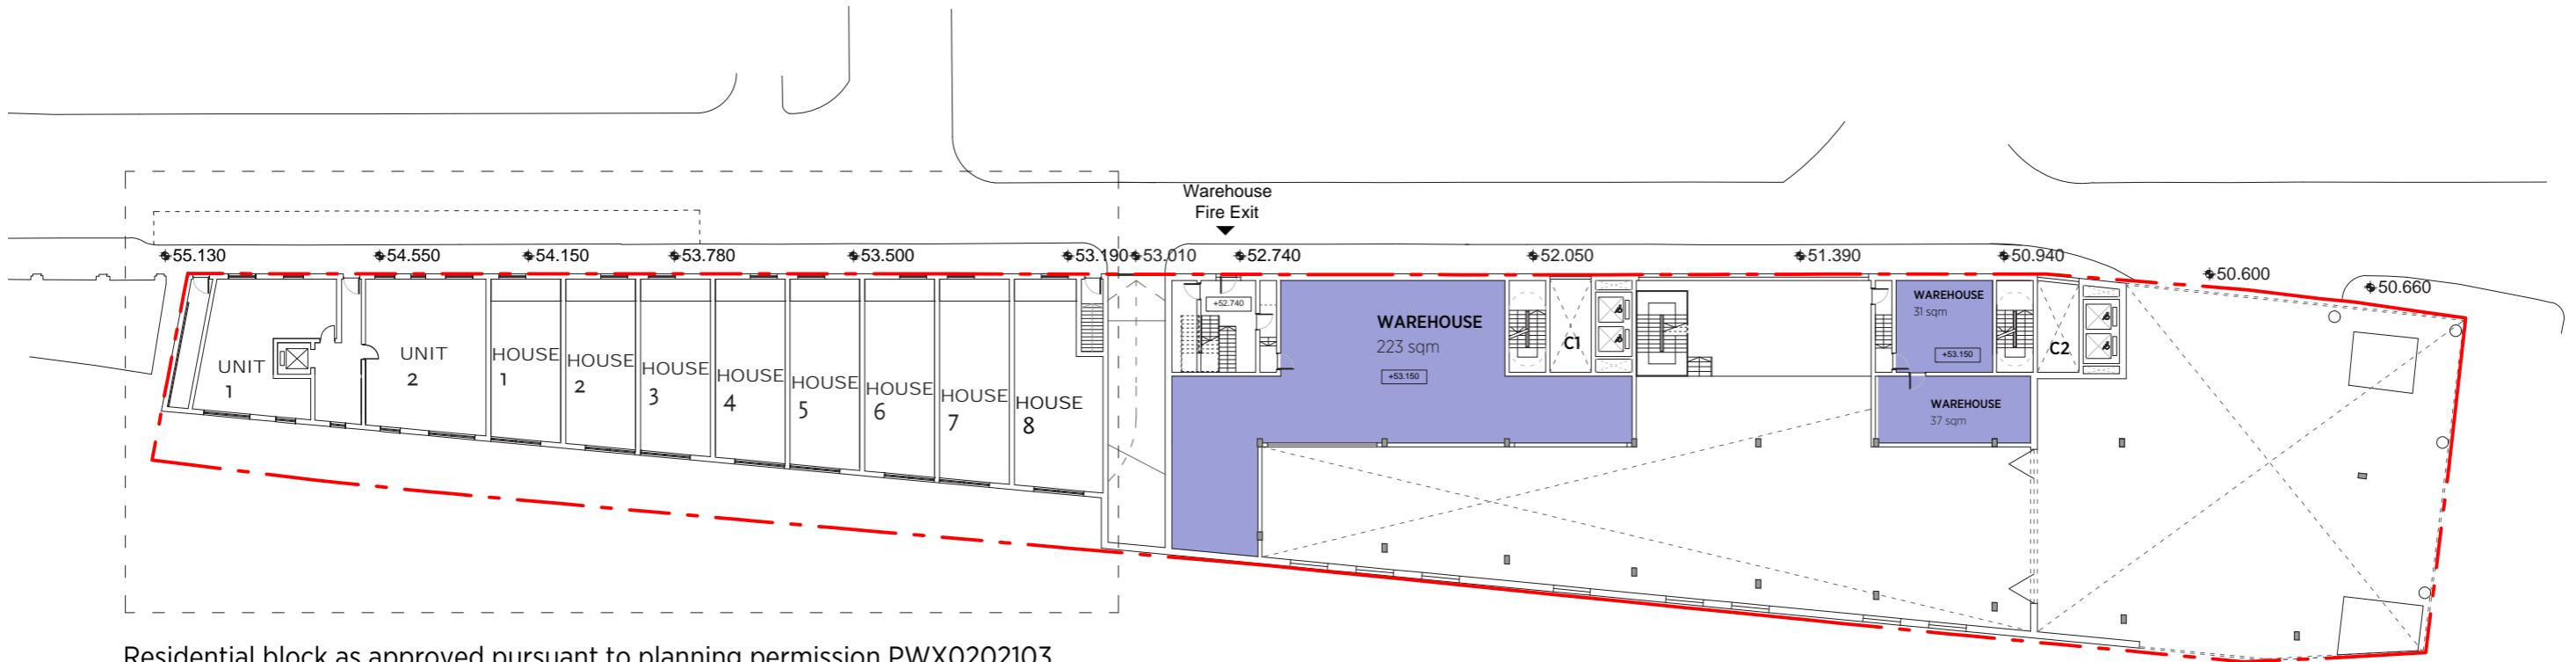 Warehouse
Fire Exit
55.130
54.550
54.150
53.780
53.500
53.190
53.010
52.740
52.050
51.390
50.940
50.600
50.660
+52.740
WAREHOUSE
223 sqm
+53.150
C1
WAREHOUSE
31 sqm
+53.150
C2
WAREHOUSE
37 sqm
UNIT
1
UNIT
2
HOUSE
1
HOUSE
2
HOUSE
3
HOUSE
4
HOUSE
5
HOUSE
6
HOUSE
7
HOUSE
8
Residential block as approved pursuant to planning permission PWX0202103